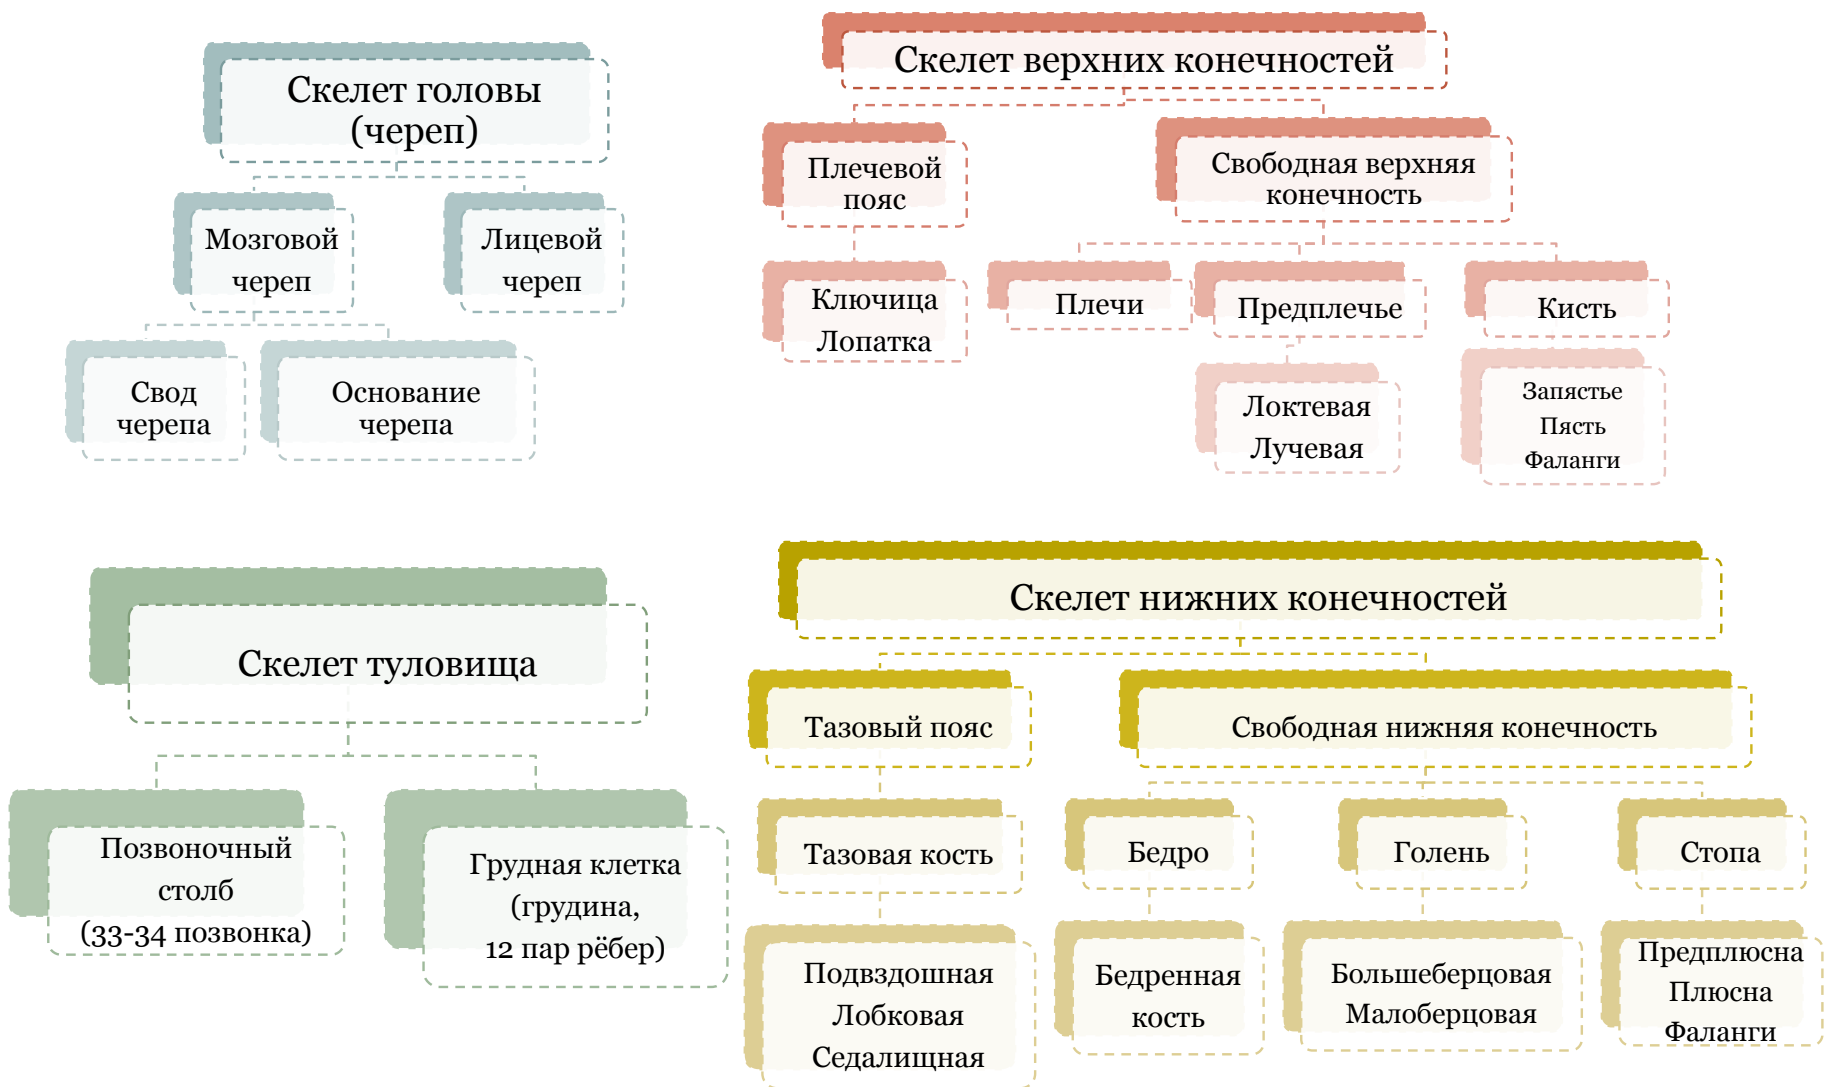 Скелет головы
(череп)
Мозговой
череп
Лицевой
череп
Свод
черепа
Основание
черепа
Скелет верхних конечностей
Плечевой
пояс
Свободная верхняя
конечность
Ключица
Лопатка
Плечи
Предплечье
Кисть
Локтевая
Лучевая
Запястье
Пясть
Фаланги
Скелет туловища
Позвоночный
столб
(33-34 позвонка)
Грудная клетка
(грудина,
12 пар рёбер)
Скелет нижних конечностей
Тазовый пояс
Свободная нижняя конечность
Тазовая кость
Бедро
Голень
Стопа
Подвздошная
Лобковая
Седалищная
Бедренная
кость
Большеберцовая
Малоберцовая
Предплюсна
Плюсна
Фаланги